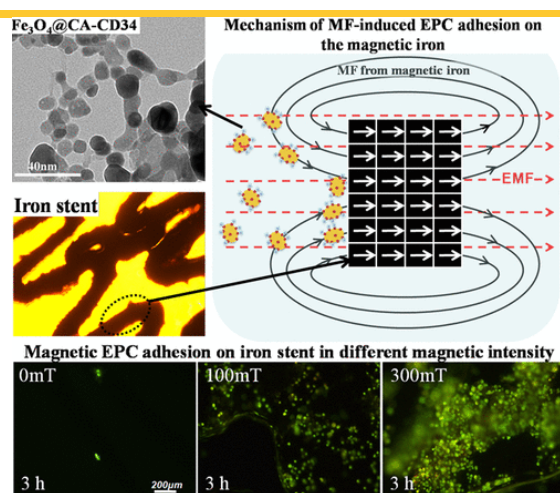 Fe₃O₄@CA-CD34
40nm
Mechanism of MF-induced EPC adhesion on
the magnetic iron
MF from magnetic iron
EMF
Iron stent
Magnetic EPC adhesion on iron stent in different magnetic intensity
0mT
3 h
200μm
100mT
3 h
300mT
3 h